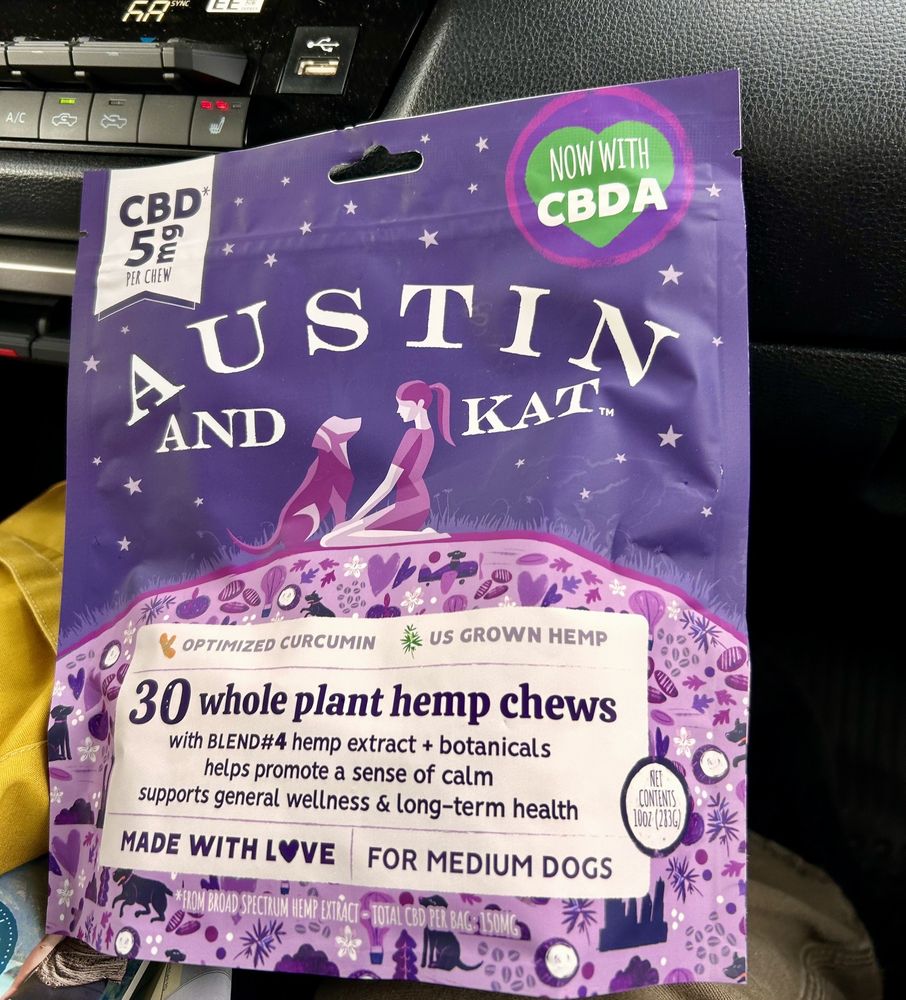 SYNC
A/C
CBD*
5mg
PER CHEW
NOW WITH
CBDA
AUSTIN
AND KAT™
OPTIMIZED CURCUMIN US GROWN HEMP
30 whole plant hemp chews
with BLEND#4 hemp extract + botanicals
helps promote a sense of calm
supports general wellness & long-term health
NET
CONTENTS
10oz (283G)
MADE WITH L♥VE FOR MEDIUM DOGS
*FROM BROAD SPECTRUM HEMP EXTRACT - TOTAL CBD PER BAG: 150MG